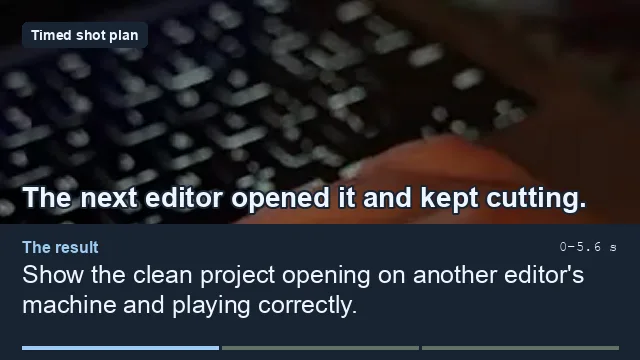 Timed shot plan
The next editor opened it and kept cutting.
The result
0–5.6 s
Show the clean project opening on another editor's
machine and playing correctly.